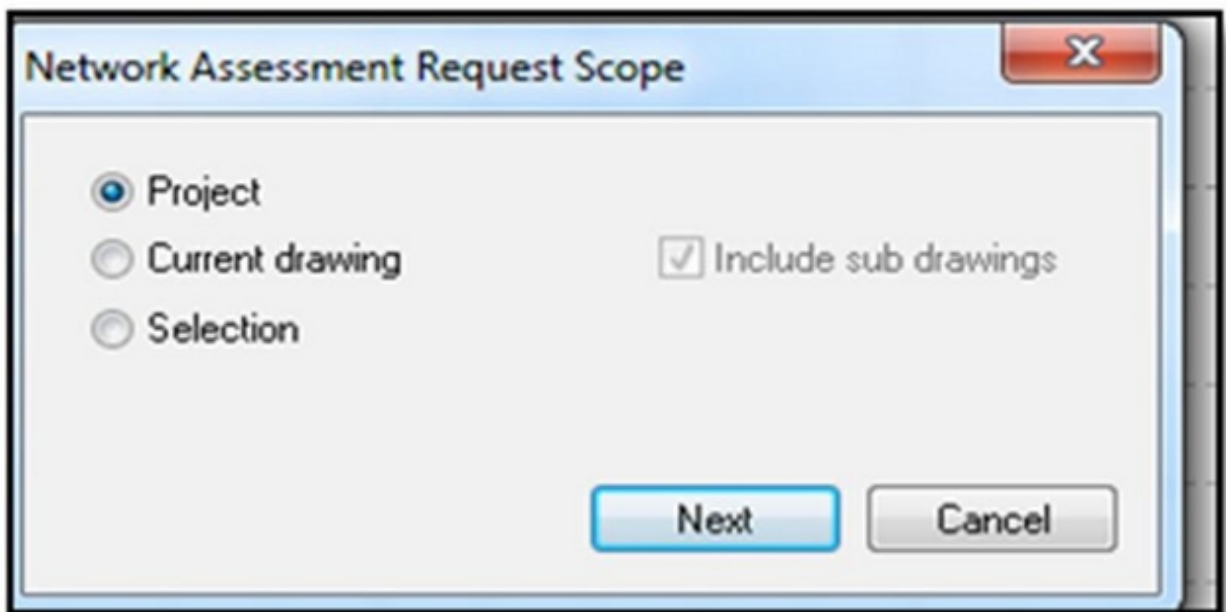 Network Assessment Request Scope
Project
Current drawing
Include sub drawings
Selection
Next
Cancel